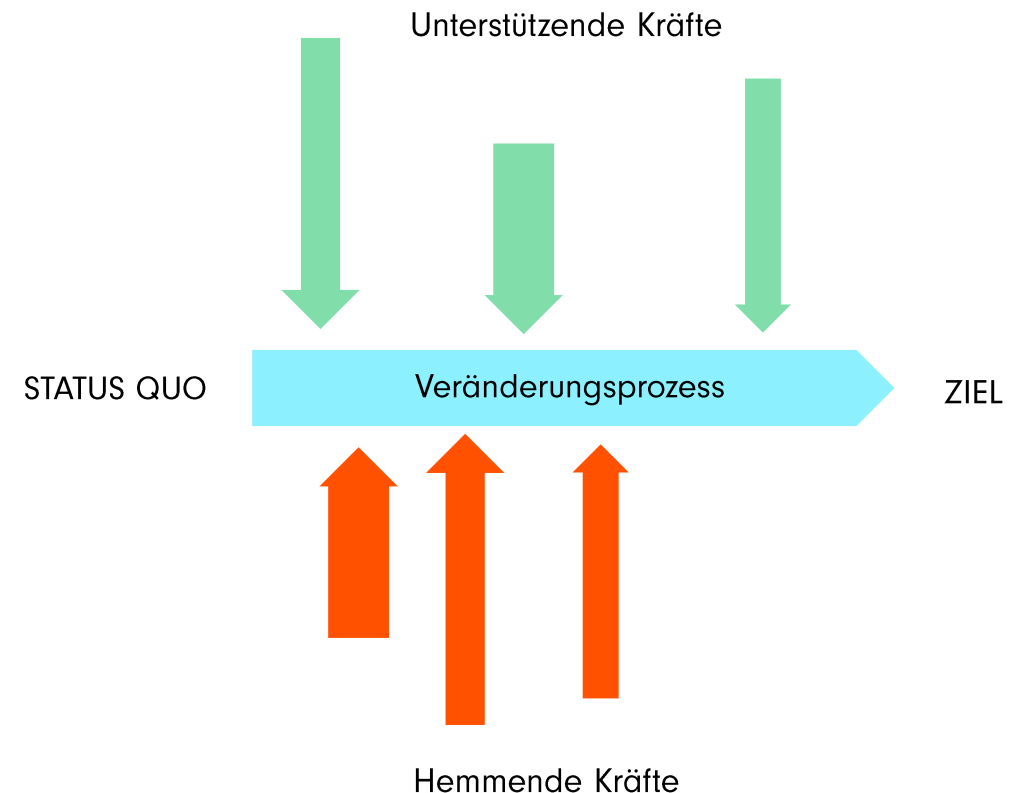 Unterstützende Kräfte
STATUS QUO
Veränderungsprozess
ZIEL
Hemmende Kräfte